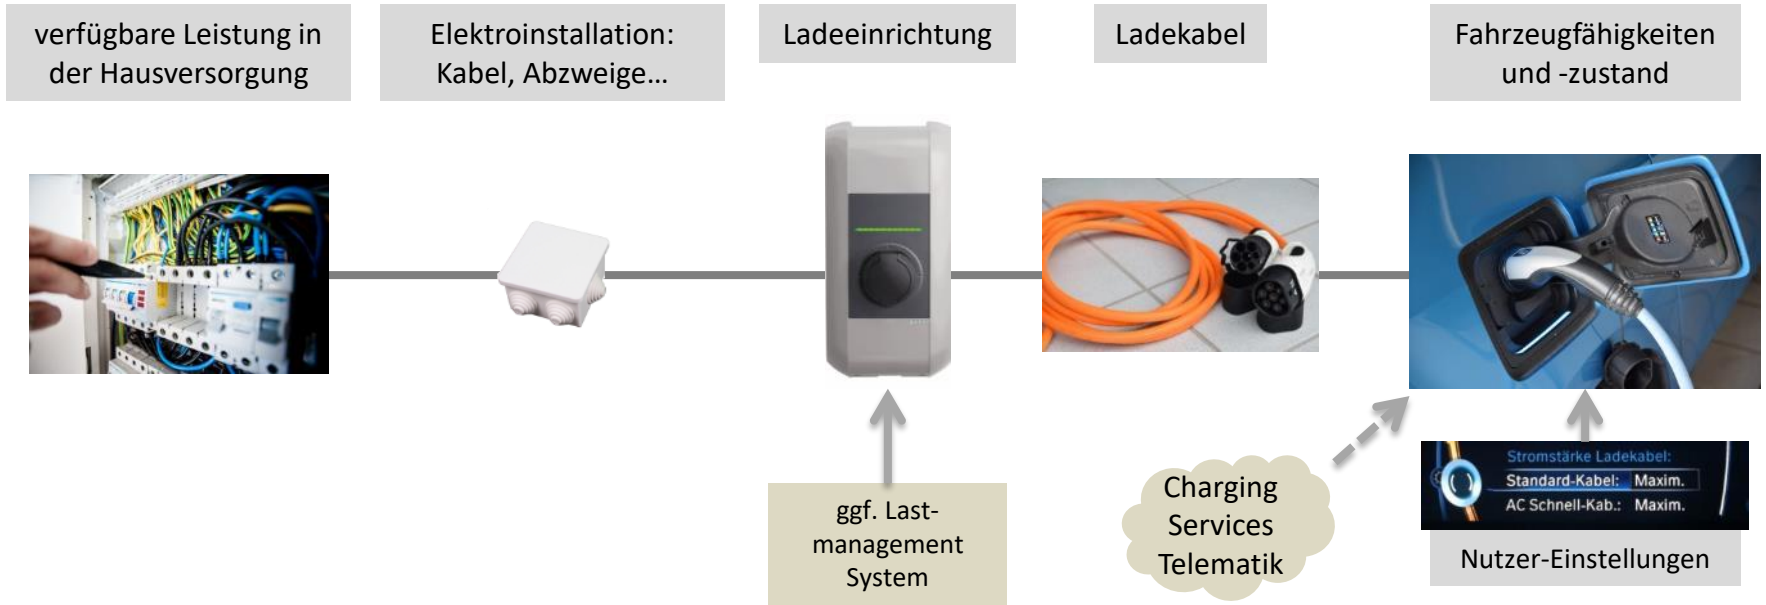 verfügbare Leistung in
der Hausversorgung
Elektroinstallation:
Kabel, Abzweige...
Ladeeinrichtung
Ladekabel
Fahrzeugfähigkeiten
und -zustand
ggf. Last-
management
System
Charging
Services
Telematik
Stromstärke Ladekabel:
Standard-Kabel: Maxim.
AC Schnell-Kab.: Maxim.
Nutzer-Einstellungen